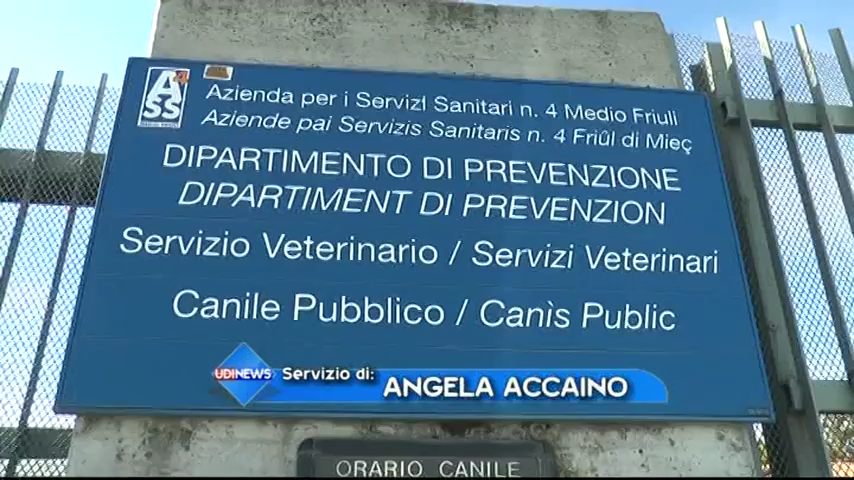 ASS4
Azienda per i Servizi Sanitari n. 4 Medio Friuli
Aziende pai Servizis Sanitaris n. 4 Friûl di Mieç
DIPARTIMENTO DI PREVENZIONE
DIPARTIMENT DI PREVENZION
Servizio Veterinario / Servizi Veterinari
Canile Pubblico / Canìs Public
UDINEWS Servizio di: ANGELA ACCAINO
ORARIO CANILE